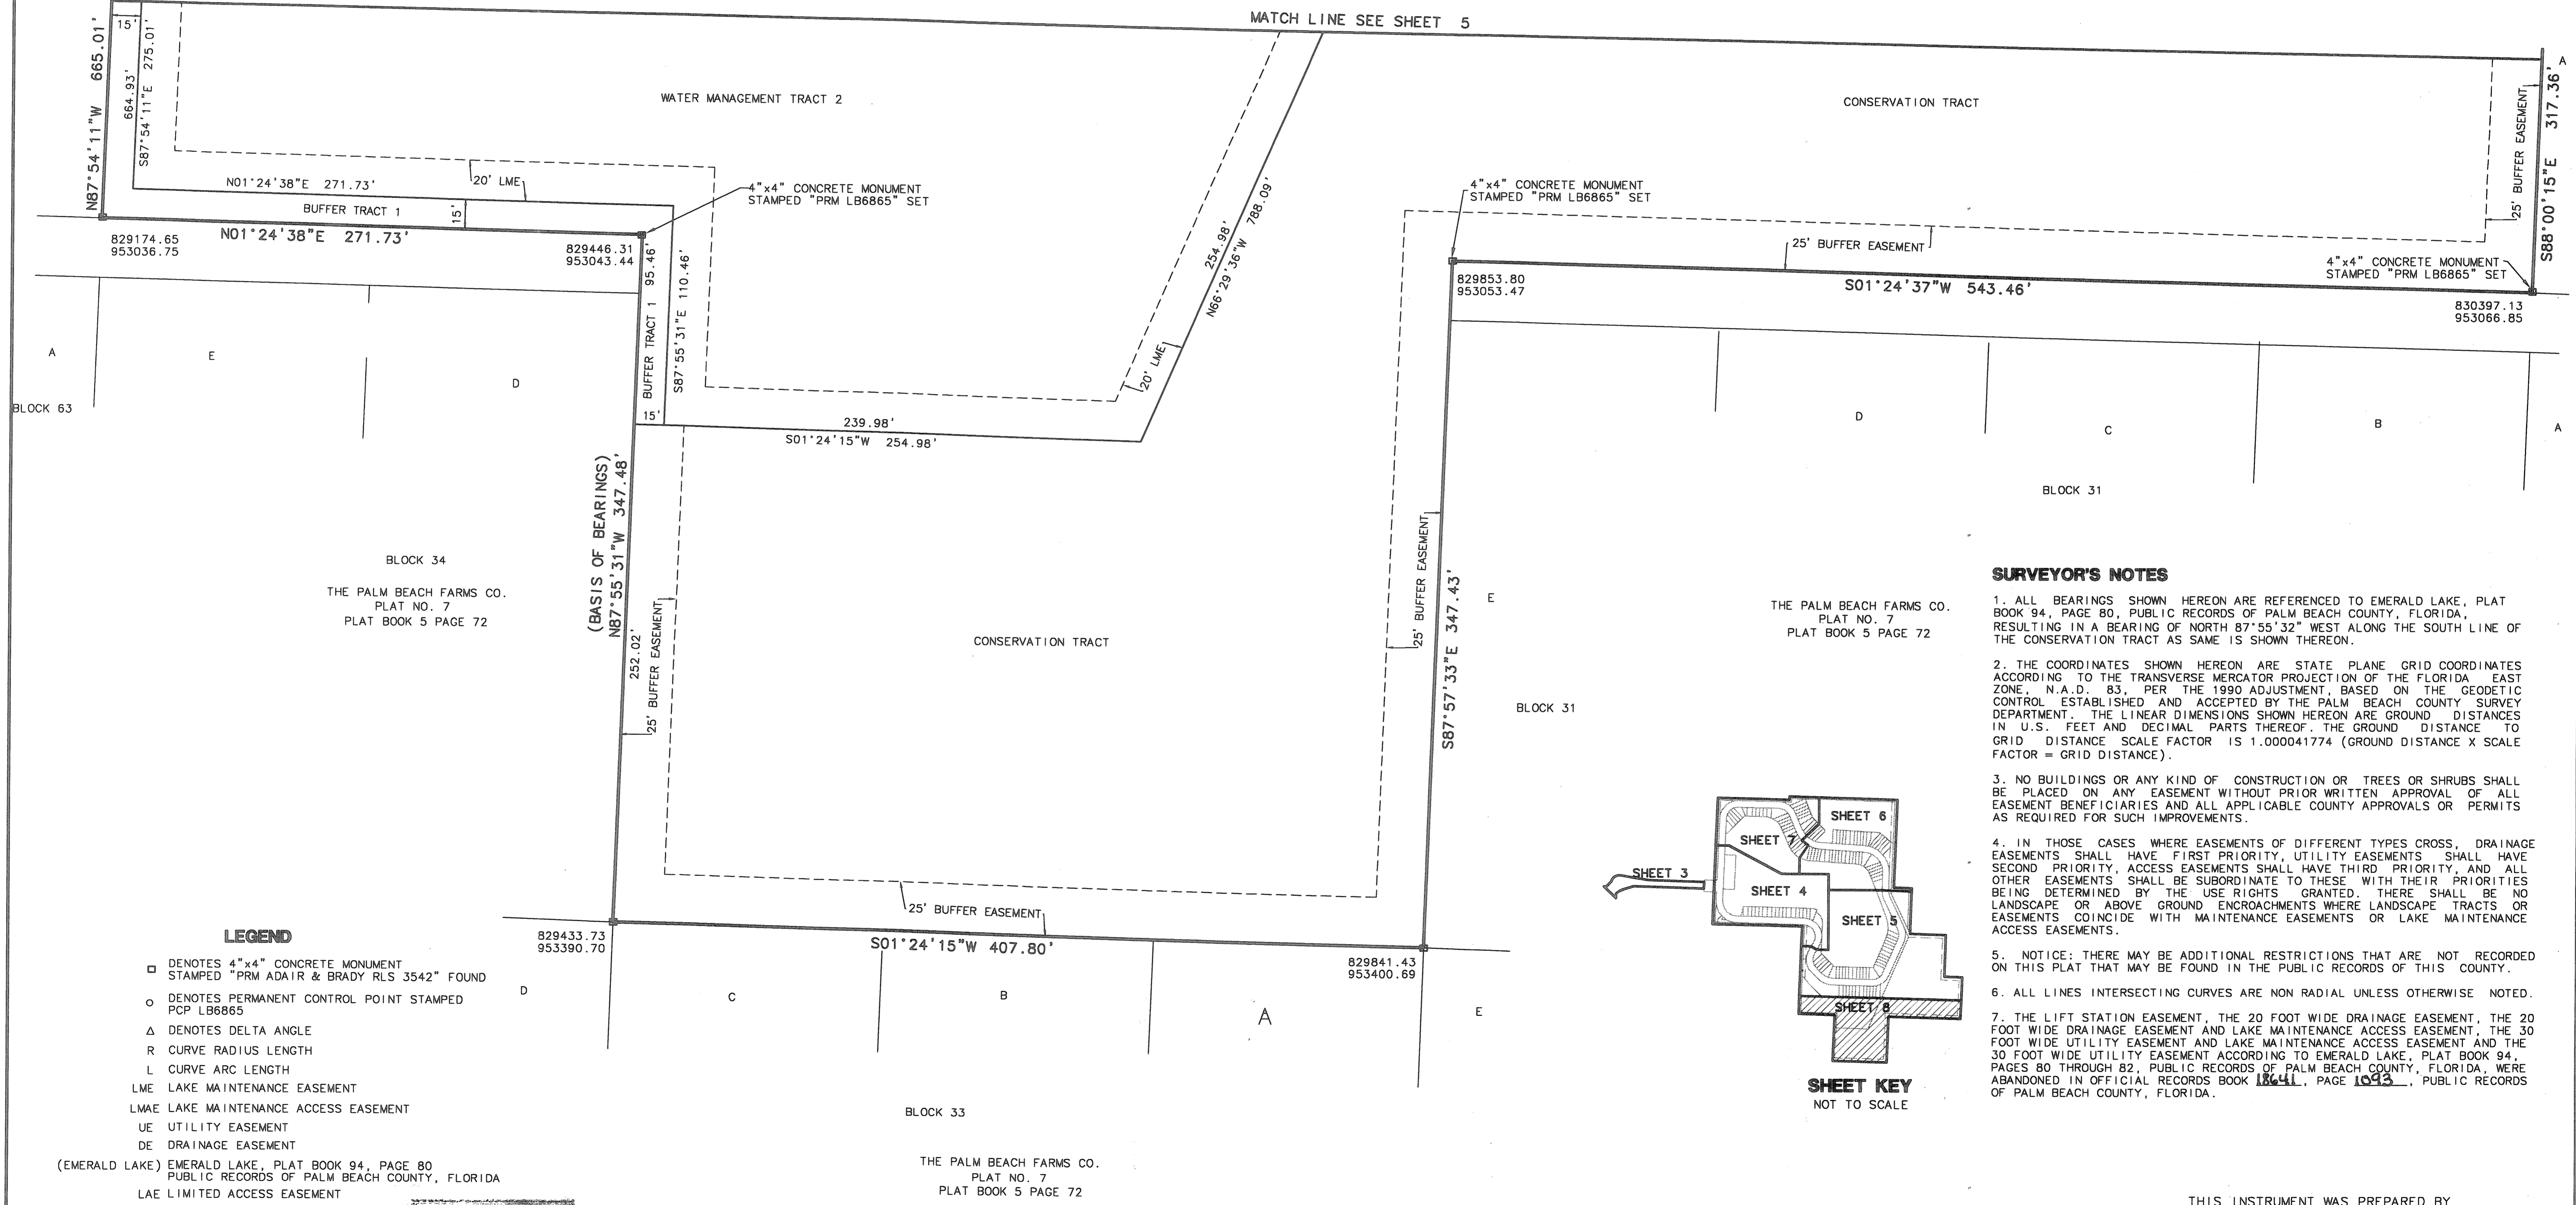 MATCH LINE SEE SHEET 5
15'
N87°54'11"W 665.01'
664.93'
S87°54'11"E 275.01'
WATER MANAGEMENT TRACT 2
CONSERVATION TRACT
A
25' BUFFER EASEMENT
S88°00'15"E 317.36'
N01°24'38"E 271.73'
20' LME
BUFFER TRACT 1
15'
4"x4" CONCRETE MONUMENT
STAMPED "PRM LB6865" SET
N01°24'38"E 271.73'
829174.65
953036.75
829446.31
953043.44
254.98'
N66°29'36"W 788.09'
20' LME
4"x4" CONCRETE MONUMENT
STAMPED "PRM LB6865" SET
25' BUFFER EASEMENT
829853.80
953053.47
S01°24'37"W 543.46'
4"x4" CONCRETE MONUMENT
STAMPED "PRM LB6865" SET
830397.13
953066.85
BUFFER TRACT 1 95.46'
S87°55'31"E 110.46'
15'
239.98'
S01°24'15"W 254.98'
A
E
D
BLOCK 63
D
C
B
A
BLOCK 31
(BASIS OF BEARINGS)
N87°55'31"W 347.48'
252.02'
25' BUFFER EASEMENT
BLOCK 34
THE PALM BEACH FARMS CO.
PLAT NO. 7
PLAT BOOK 5 PAGE 72
CONSERVATION TRACT
25' BUFFER EASEMENT
S87°57'33"E 347.43'
E
THE PALM BEACH FARMS CO.
PLAT NO. 7
PLAT BOOK 5 PAGE 72
BLOCK 31
25' BUFFER EASEMENT
S01°24'15"W 407.80'
829433.73
953390.70
829841.43
953400.69
D
C
B
A
E
BLOCK 33
THE PALM BEACH FARMS CO.
PLAT NO. 7
PLAT BOOK 5 PAGE 72
LEGEND
DENOTES 4"x4" CONCRETE MONUMENT
STAMPED "PRM ADAIR & BRADY RLS 3542" FOUND
DENOTES PERMANENT CONTROL POINT STAMPED
PCP LB6865
Δ DENOTES DELTA ANGLE
R CURVE RADIUS LENGTH
L CURVE ARC LENGTH
LME LAKE MAINTENANCE EASEMENT
LMAE LAKE MAINTENANCE ACCESS EASEMENT
UE UTILITY EASEMENT
DE DRAINAGE EASEMENT
(EMERALD LAKE) EMERALD LAKE, PLAT BOOK 94, PAGE 80
PUBLIC RECORDS OF PALM BEACH COUNTY, FLORIDA
LAE LIMITED ACCESS EASEMENT
SHEET 3
SHEET 7
SHEET 6
SHEET 4
SHEET 5
SHEET 8
SHEET KEY
NOT TO SCALE
SURVEYOR'S NOTES
1. ALL BEARINGS SHOWN HEREON ARE REFERENCED TO EMERALD LAKE, PLAT
BOOK 94, PAGE 80, PUBLIC RECORDS OF PALM BEACH COUNTY, FLORIDA,
RESULTING IN A BEARING OF NORTH 87°55'32" WEST ALONG THE SOUTH LINE OF
THE CONSERVATION TRACT AS SAME IS SHOWN THEREON.
2. THE COORDINATES SHOWN HEREON ARE STATE PLANE GRID COORDINATES
ACCORDING TO THE TRANSVERSE MERCATOR PROJECTION OF THE FLORIDA EAST
ZONE, N.A.D. 83, PER THE 1990 ADJUSTMENT, BASED ON THE GEODETIC
CONTROL ESTABLISHED AND ACCEPTED BY THE PALM BEACH COUNTY SURVEY
DEPARTMENT. THE LINEAR DIMENSIONS SHOWN HEREON ARE GROUND DISTANCES
IN U.S. FEET AND DECIMAL PARTS THEREOF. THE GROUND DISTANCE TO
GRID DISTANCE SCALE FACTOR IS 1.000041774 (GROUND DISTANCE X SCALE
FACTOR = GRID DISTANCE).
3. NO BUILDINGS OR ANY KIND OF CONSTRUCTION OR TREES OR SHRUBS SHALL
BE PLACED ON ANY EASEMENT WITHOUT PRIOR WRITTEN APPROVAL OF ALL
EASEMENT BENEFICIARIES AND ALL APPLICABLE COUNTY APPROVALS OR PERMITS
AS REQUIRED FOR SUCH IMPROVEMENTS.
4. IN THOSE CASES WHERE EASEMENTS OF DIFFERENT TYPES CROSS, DRAINAGE
EASEMENTS SHALL HAVE FIRST PRIORITY, UTILITY EASEMENTS SHALL HAVE
SECOND PRIORITY, ACCESS EASEMENTS SHALL HAVE THIRD PRIORITY, AND ALL
OTHER EASEMENTS SHALL BE SUBORDINATE TO THESE WITH THEIR PRIORITIES
BEING DETERMINED BY THE USE RIGHTS GRANTED. THERE SHALL BE NO
LANDSCAPE OR ABOVE GROUND ENCROACHMENTS WHERE LANDSCAPE TRACTS OR
EASEMENTS COINCIDE WITH MAINTENANCE EASEMENTS OR LAKE MAINTENANCE
ACCESS EASEMENTS.
5. NOTICE: THERE MAY BE ADDITIONAL RESTRICTIONS THAT ARE NOT RECORDED
ON THIS PLAT THAT MAY BE FOUND IN THE PUBLIC RECORDS OF THIS COUNTY.
6. ALL LINES INTERSECTING CURVES ARE NON RADIAL UNLESS OTHERWISE NOTED.
7. THE LIFT STATION EASEMENT, THE 20 FOOT WIDE DRAINAGE EASEMENT, THE 20
FOOT WIDE DRAINAGE EASEMENT AND LAKE MAINTENANCE ACCESS EASEMENT, THE 30
FOOT WIDE UTILITY EASEMENT AND LAKE MAINTENANCE ACCESS EASEMENT AND THE
30 FOOT WIDE UTILITY EASEMENT ACCORDING TO EMERALD LAKE, PLAT BOOK 94,
PAGES 80 THROUGH 82, PUBLIC RECORDS OF PALM BEACH COUNTY, FLORIDA, WERE
ABANDONED IN OFFICIAL RECORDS BOOK 18641, PAGE 1093, PUBLIC RECORDS
OF PALM BEACH COUNTY, FLORIDA.
THIS INSTRUMENT WAS PREPARED BY